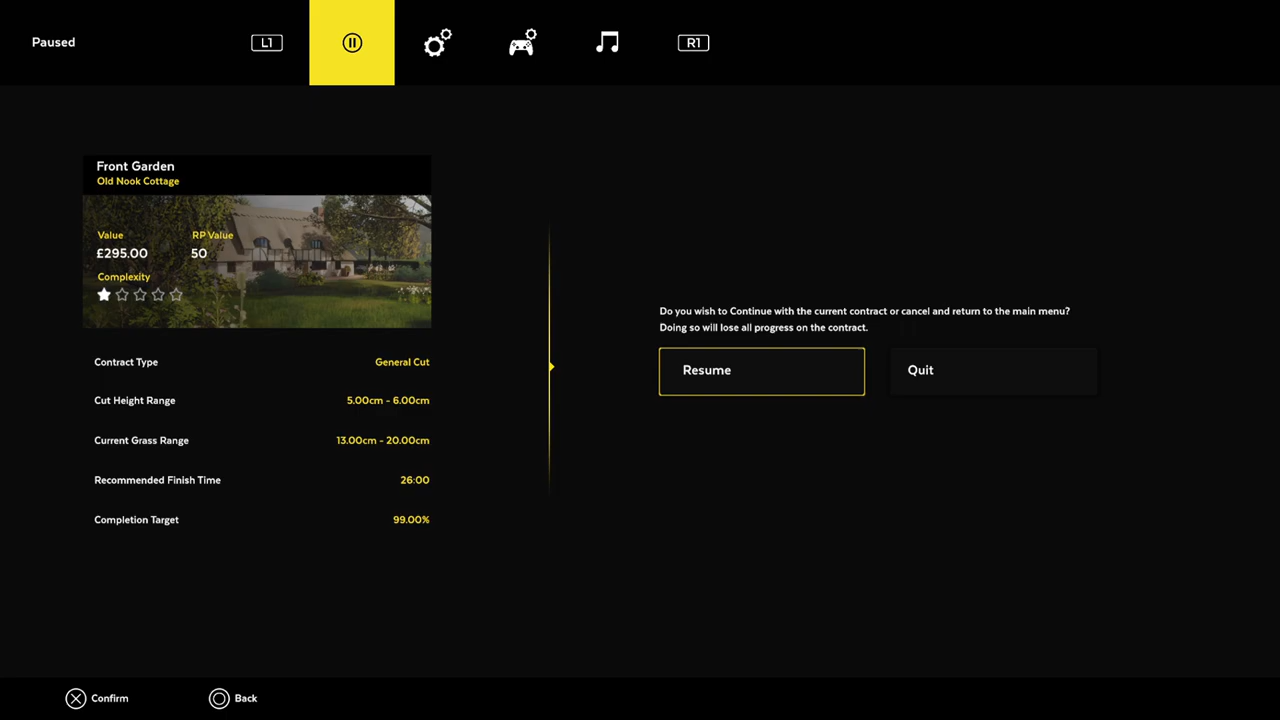 Paused
L1
R1
Front Garden
Old Nook Cottage
Value
RP Value
£295.00
50
Complexity
Contract Type
General Cut
Cut Height Range
5.00cm - 6.00cm
Current Grass Range
13.00cm - 20.00cm
Recommended Finish Time
26:00
Completion Target
99.00%
Do you wish to Continue with the current contract or cancel and return to the main menu?
Doing so will lose all progress on the contract.
Resume
Quit
Confirm
Back